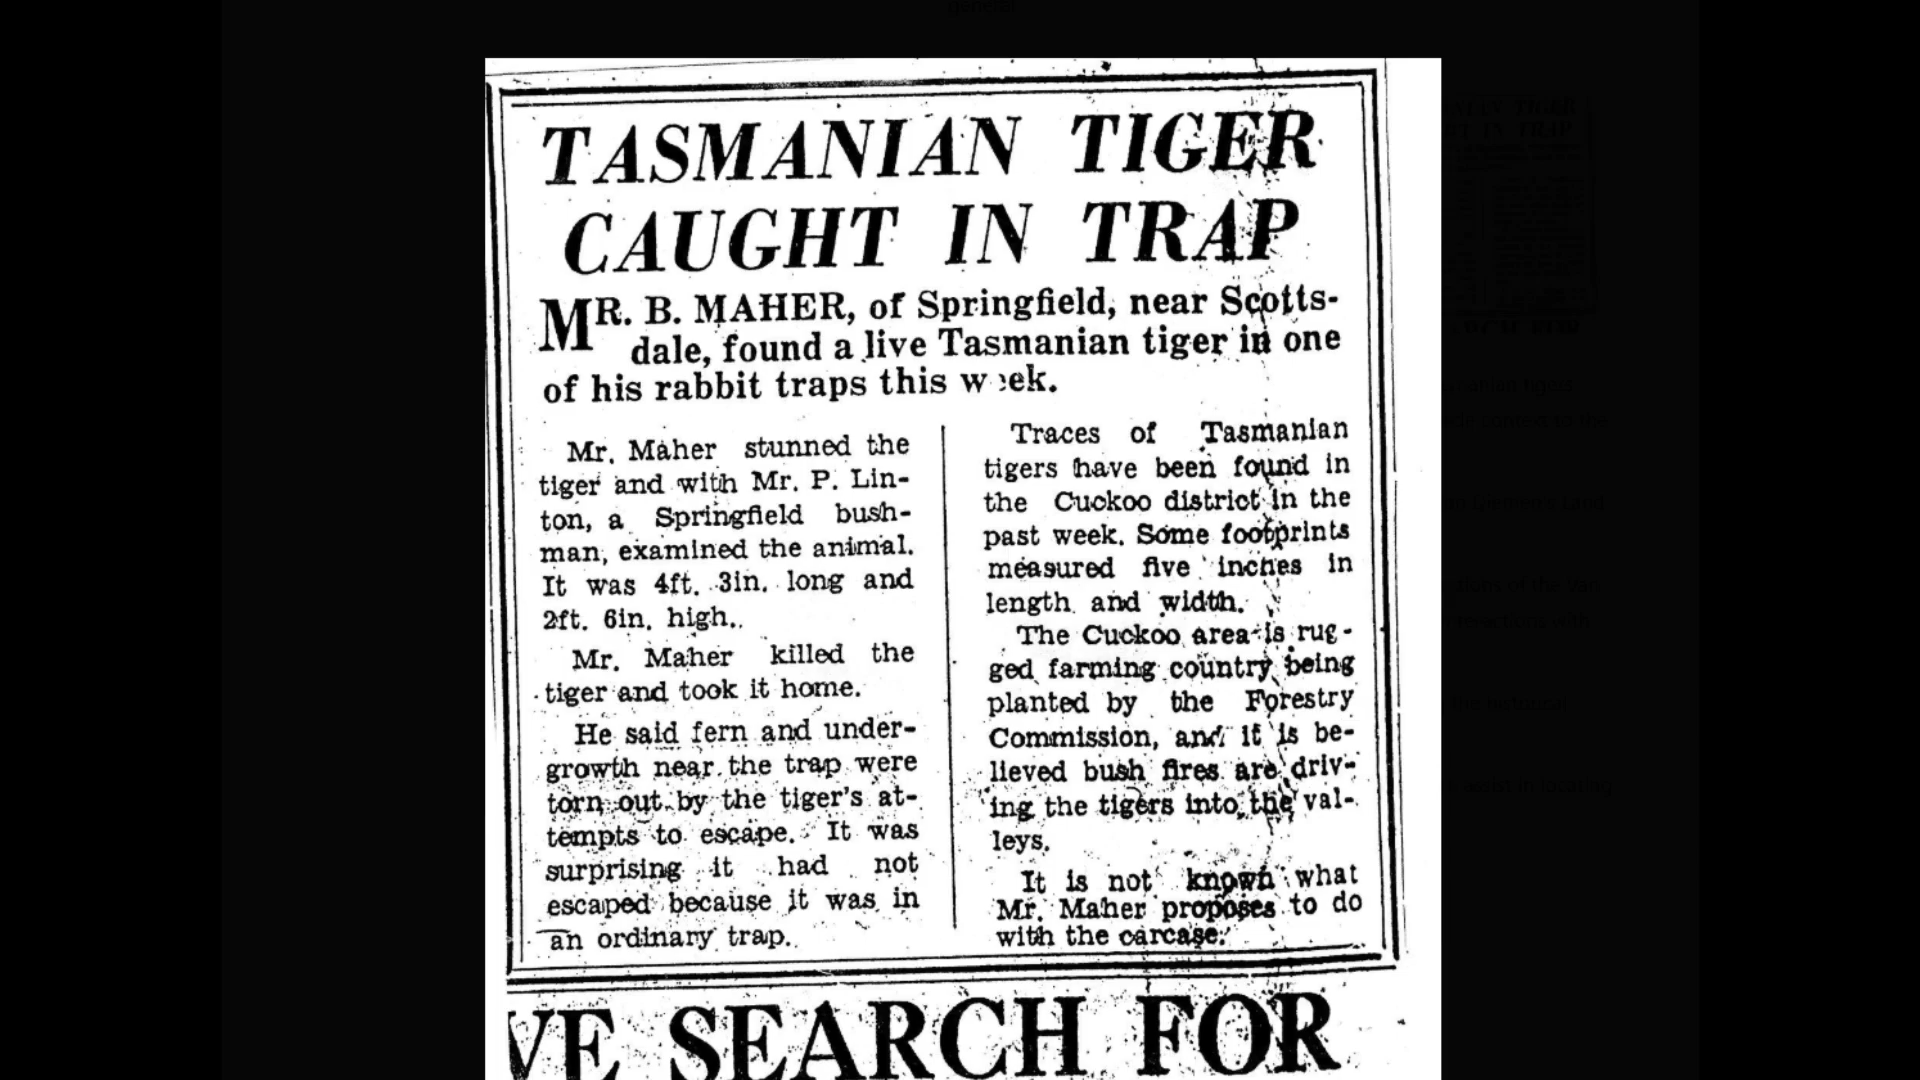 general
TASMANIAN TIGER
CAUGHT IN TRAP
MR. B. MAHER, of Springfield, near Scotts-
dale, found a live Tasmanian tiger in one
of his rabbit traps this week.
Mr. Maher stunned the
tiger and with Mr. P. Lin-
ton, a Springfield bush-
man, examined the animal.
It was 4ft. 3in. long and
2ft. 6in. high.
Mr. Maher killed the
tiger and took it home.
He said fern and under-
growth near the trap were
torn out by the tiger's at-
tempts to escape. It was
surprising it had not
escaped because it was in
an ordinary trap.
Traces of Tasmanian
tigers have been found in
the Cuckoo district in the
past week. Some footprints
measured five inches in
length and width.
The Cuckoo area is rug-
ged farming country being
planted by the Forestry
Commission, and it is be-
lieved bush fires are driv-
ing the tigers into the val-
leys.
It is not known what
Mr. Maher proposes to do
with the carcase.
VE SEARCH FOR